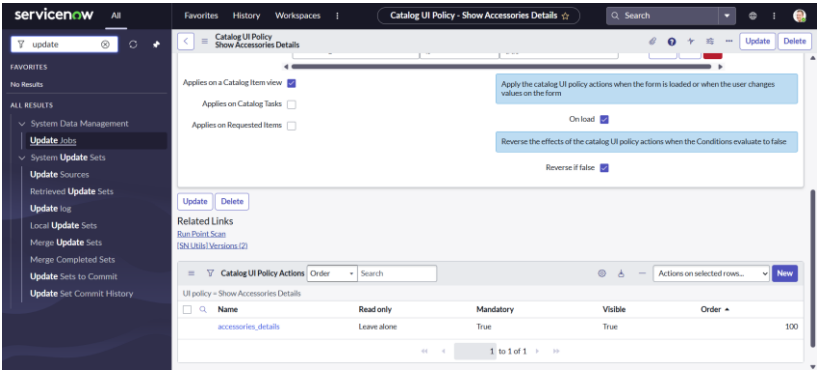 servicenow All Favorites History Workspaces Catalog UI Policy - Show Accessories Details Search
update
Catalog UI Policy
Show Accessories Details
Update Delete
FAVORITES
No Results
ALL RESULTS
System Data Management
Update Jobs
System Update Sets
Update Sources
Retrieved Update Sets
Update log
Local Update Sets
Merge Update Sets
Merge Completed Sets
Update Sets to Commit
Update Set Commit History
Applies on a Catalog Item view
Applies on Catalog Tasks
Applies on Requested Items
Apply the catalog UI policy actions when the form is loaded or when the user changes
values on the form
On load
Reverse the effects of the catalog UI policy actions when the Conditions evaluate to false
Reverse if false
Update Delete
Related Links
Run Point Scan
[SN Utils] Versions (2)
Catalog UI Policy Actions Order Search Actions on selected rows... New
UI policy = Show Accessories Details
Name Read only Mandatory Visible Order
accessories_details Leave alone True True 100
1 to 1 of 1